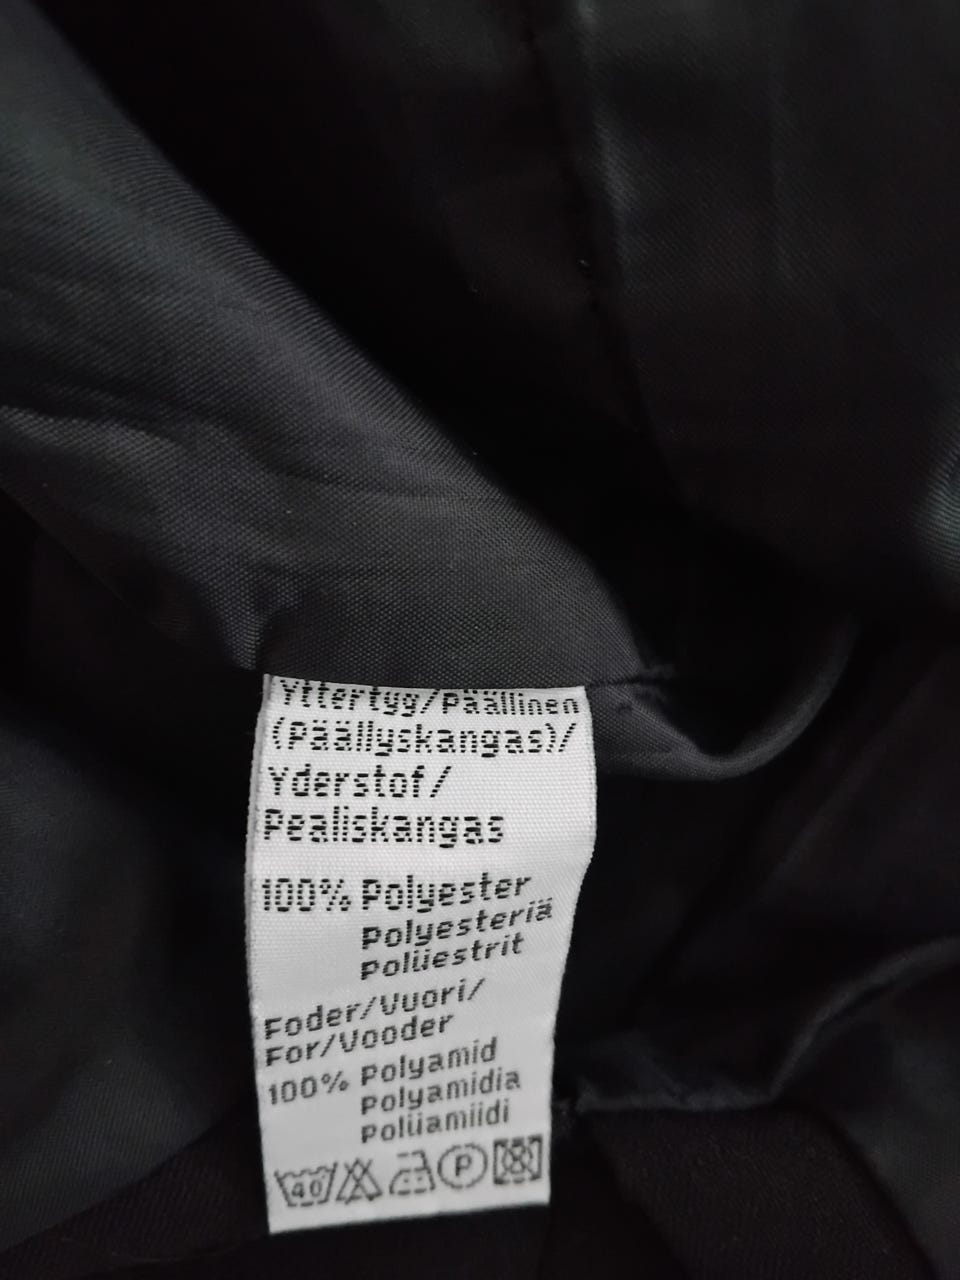 Yttertyg/Päällinen
(Päällyskangas)/
Yderstof/
Pealiskangas
100% Polyester
Polyesteriä
Polüestrit
Foder/Vuori/
For/Vooder
100% Polyamid
Polyamidia
Polüamiidi
40 P